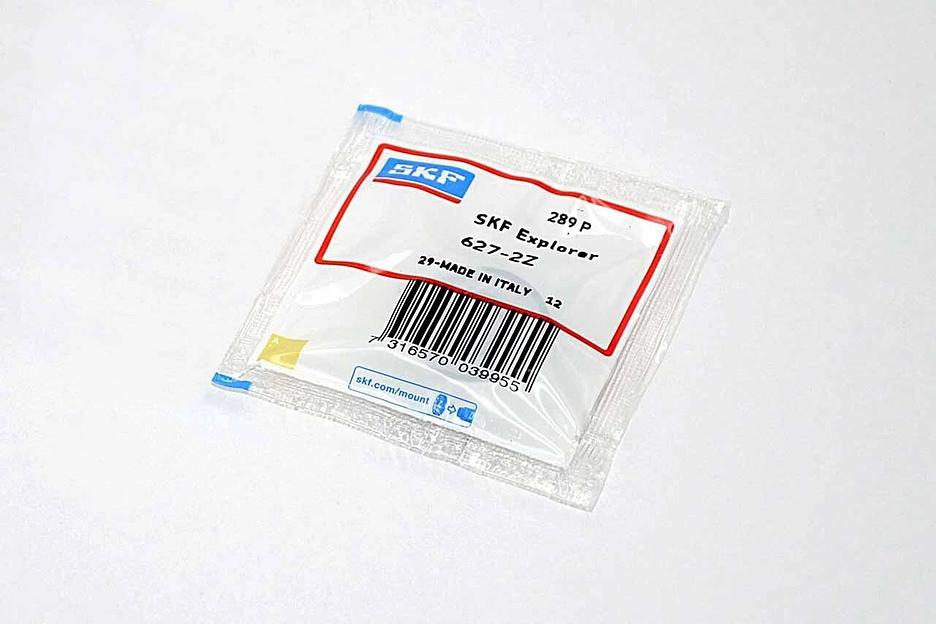 SKF
289 P
SKF Explorer
627-2Z
29-MADE IN ITALY 12
7 316570 039955
A
skf.com/mount